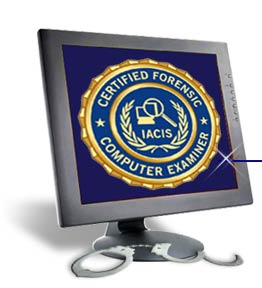 CERTIFIED FORENSIC
IACIS
COMPUTER EXAMINER